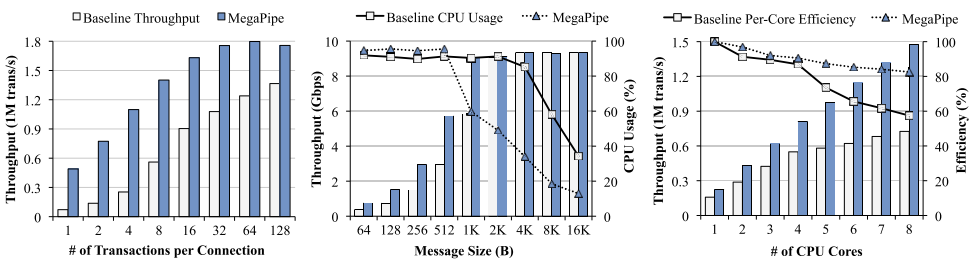 Baseline Throughput MegaPipe
Throughput (1M trans/s)
1.8
1.5
1.2
0.9
0.6
0.3
0
1 2 4 8 16 32 64 128
# of Transactions per Connection
Baseline CPU Usage MegaPipe
Throughput (Gbps)
10
8
6
4
2
0
100
80
60
40
20
0
CPU Usage (%)
64 128 256 512 1K 2K 4K 8K 16K
Message Size (B)
Baseline Per-Core Efficiency MegaPipe
Throughput (1M trans/s)
1.5
1.2
0.9
0.6
0.3
0
100
80
60
40
20
0
Efficiency (%)
1 2 3 4 5 6 7 8
# of CPU Cores